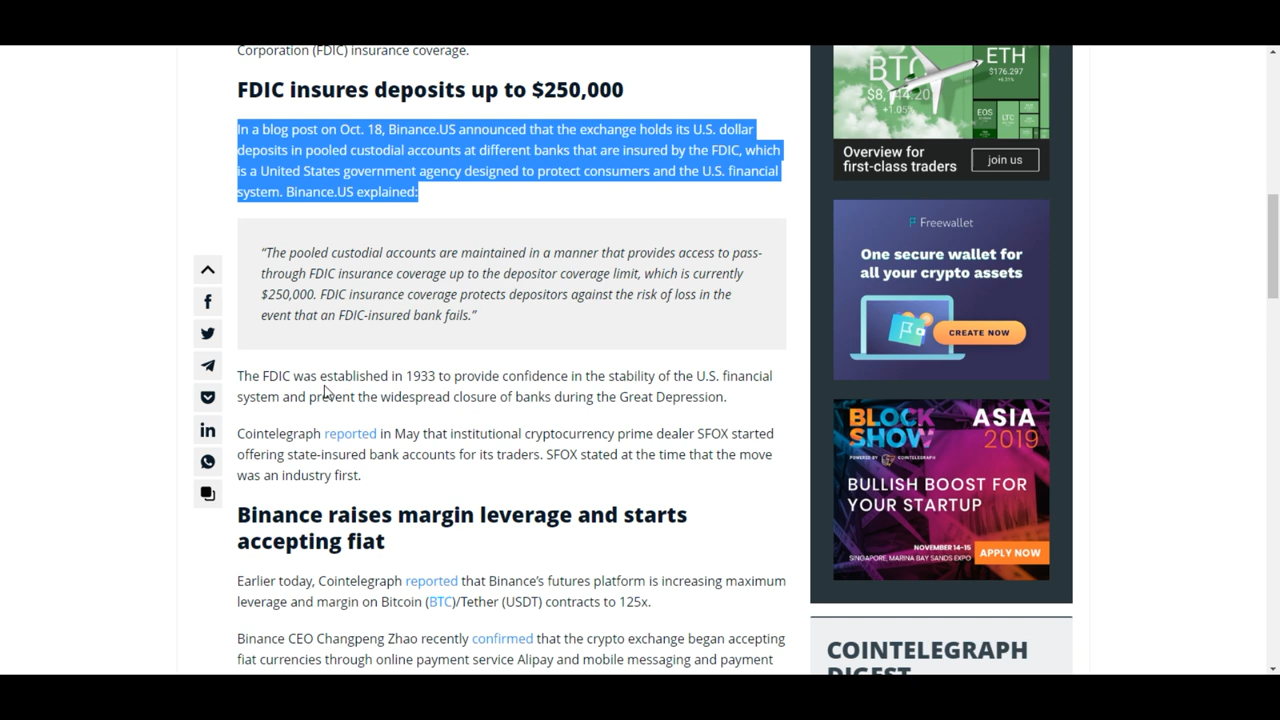 Corporation (FDIC) insurance coverage.
FDIC insures deposits up to $250,000
In a blog post on Oct. 18, Binance.US announced that the exchange holds its U.S. dollar
deposits in pooled custodial accounts at different banks that are insured by the FDIC, which
is a United States government agency designed to protect consumers and the U.S. financial
system. Binance.US explained:
“The pooled custodial accounts are maintained in a manner that provides access to pass-
through FDIC insurance coverage up to the depositor coverage limit, which is currently
$250,000. FDIC insurance coverage protects depositors against the risk of loss in the
event that an FDIC-insured bank fails.”
The FDIC was established in 1933 to provide confidence in the stability of the U.S. financial
system and prevent the widespread closure of banks during the Great Depression.
Cointelegraph reported in May that institutional cryptocurrency prime dealer SFOX started
offering state-insured bank accounts for its traders. SFOX stated at the time that the move
was an industry first.
Binance raises margin leverage and starts
accepting fiat
Earlier today, Cointelegraph reported that Binance’s futures platform is increasing maximum
leverage and margin on Bitcoin (BTC)/Tether (USDT) contracts to 125x.
Binance CEO Changpeng Zhao recently confirmed that the crypto exchange began accepting
fiat currencies through online payment service Alipay and mobile messaging and payment
BTC
+1.05%
ETH
$176.297
EOS
LTC
Overview for
first-class traders
join us
Freewallet
One secure wallet for
all your crypto assets
CREATE NOW
BLOCK
SHOW
POWERED BY COINTELEGRAPH
ASIA
2019
BULLISH BOOST FOR
YOUR STARTUP
NOVEMBER 14-15
SINGAPORE, MARINA BAY SANDS EXPO
APPLY NOW
COINTELEGRAPH
DIGEST